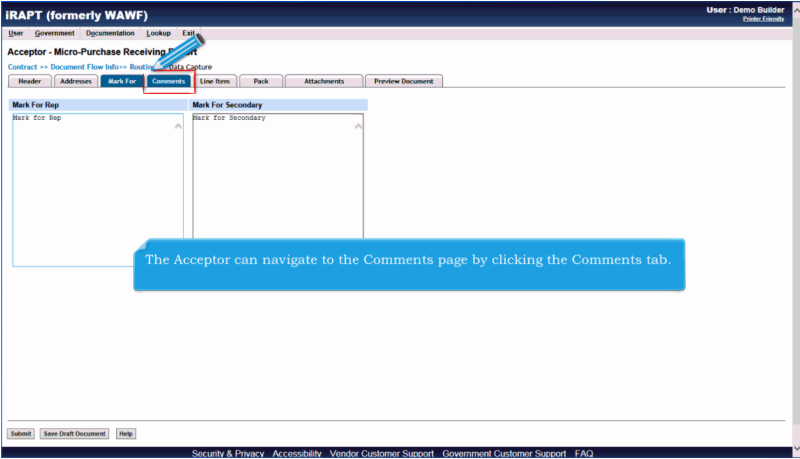 iRAPT (formerly WAWF)
User : Demo Builder
Printer Friendly
User Government Documentation Lookup Exit
Acceptor - Micro-Purchase Receiving
Contract >> Document Flow Info>> Data Capture
Header Addresses Mark For Comments Line Item Pack Attachments Preview Document
Mark For Rep Mark For Secondary
Mark for Rep Mark for Secondary
The Acceptor can navigate to the Comments page by clicking the Comments tab.
Submit Save Draft Document Help
Security & Privacy Accessibility Vendor Customer Support Government Customer Support FAQ